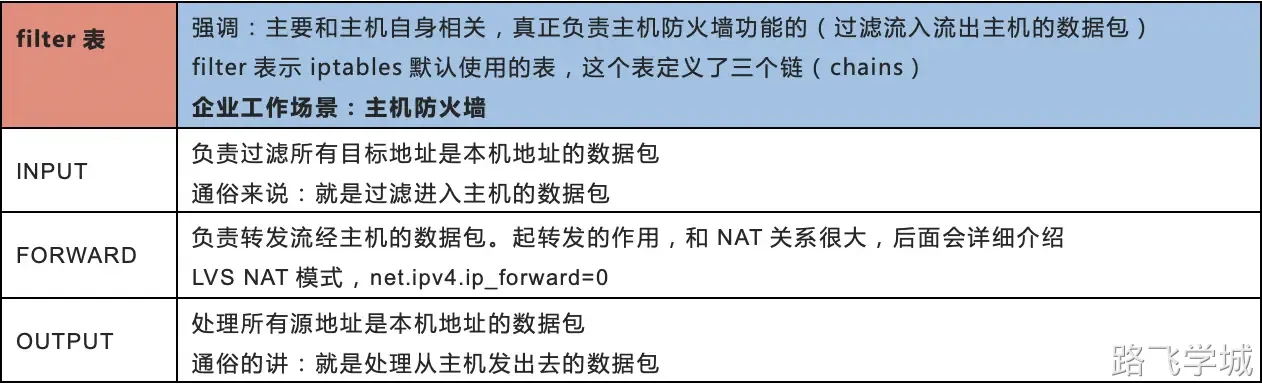 filter 表
强调：主要和主机自身相关，真正负责主机防火墙功能的（过滤流入流出主机的数据包）
filter 表示 iptables 默认使用的表，这个表定义了三个链（chains）
企业工作场景：主机防火墙
INPUT
负责过滤所有目标地址是本机地址的数据包
通俗来说：就是过滤进入主机的数据包
FORWARD
负责转发流经主机的数据包。起转发的作用，和 NAT 关系很大，后面会详细介绍
LVS NAT 模式，net.ipv4.ip_forward=0
OUTPUT
处理所有源地址是本机地址的数据包
通俗的讲：就是处理从主机发出去的数据包
路飞学城